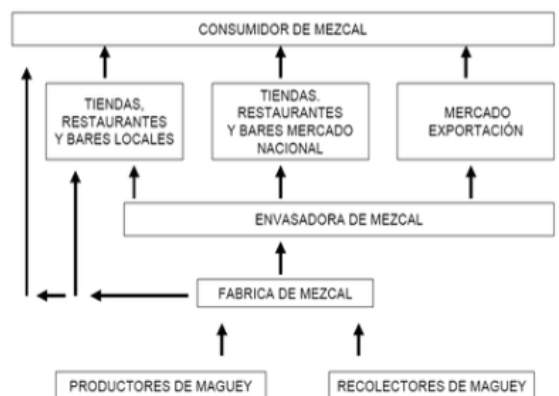 CONSUMIDOR DE MEZCAL
TIENDAS,
RESTAURANTES
Y BARES LOCALES
TIENDAS.
RESTAURANTES
Y BARES MERCADO
NACIONAL
MERCADO
EXPORTACIÓN
ENVASADORA DE MEZCAL
FABRICA DE MEZCAL
PRODUCTORES DE MAGUEY
RECOLECTORES DE MAGUEY